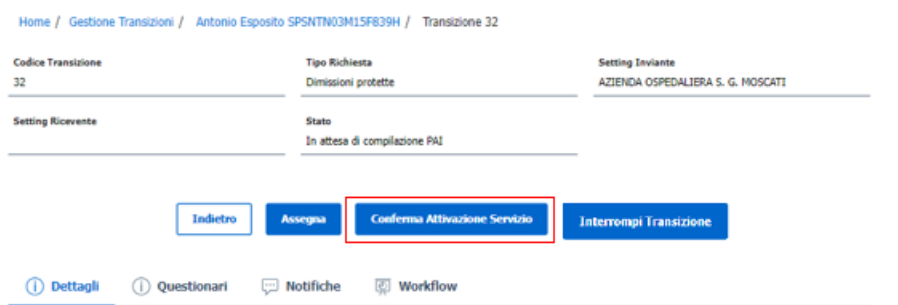 Home / Gestione Transizioni / Antonio Esposito SPSNTN03M15F839H / Transizione 32
Codice Transizione Tipo Richiesta Setting Inviante
32 Dimissioni protette AZIENDA OSPEDALIERA S. G. MOSCATI
Setting Ricevente Stato
In attesa di compilazione PAI
Indietro Assegna Conferma Attivazione Servizio Interrompi Transizione
Dettagli Questionari Notifiche Workflow